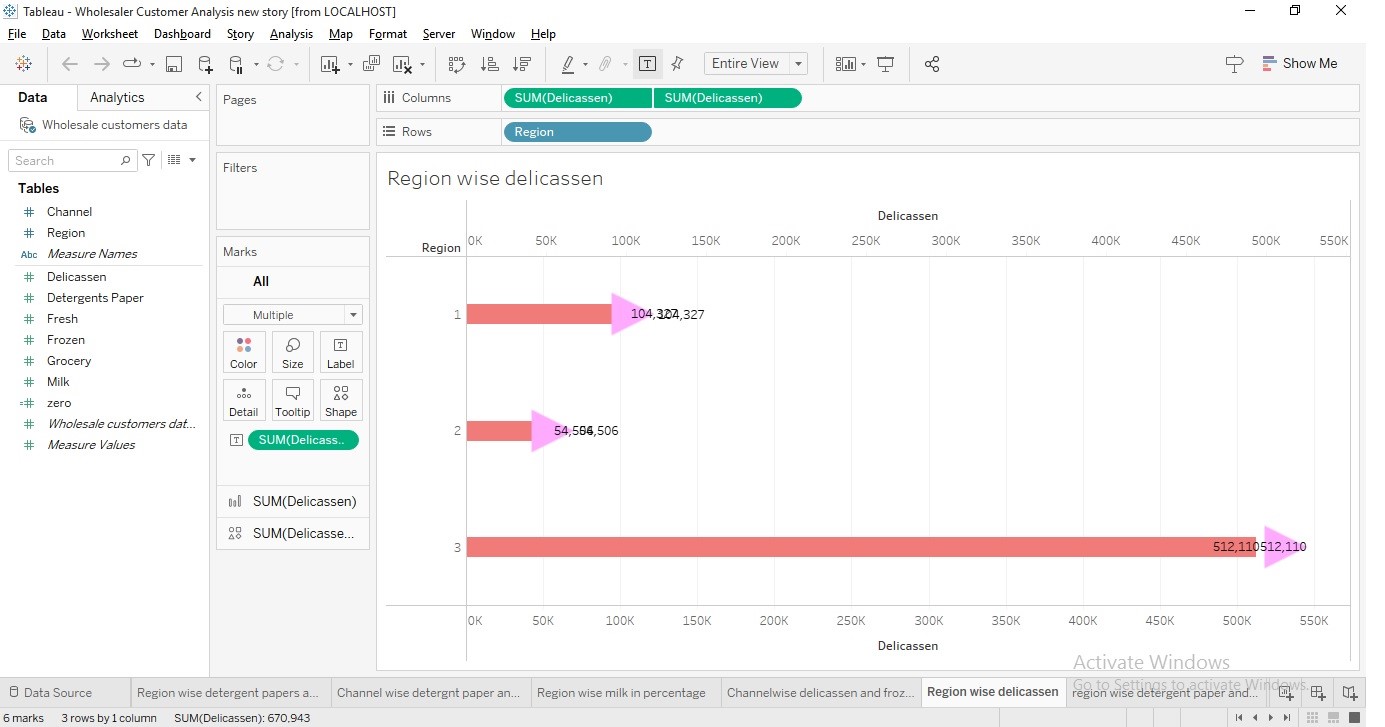 Tableau - Wholesaler Customer Analysis new story [from LOCALHOST]
File Data Worksheet Dashboard Story Analysis Map Format Server Window Help
Entire View
Show Me
Data Analytics
Wholesale customers data
Search
Tables
Channel
Region
Measure Names
Delicassen
Detergents Paper
Fresh
Frozen
Grocery
Milk
zero
Wholesale customers dat...
Measure Values
Pages
Filters
Marks
All
Multiple
Color Size Label
Detail Tooltip Shape
SUM(Delicass..
SUM(Delicassen)
SUM(Delicasse...
Columns SUM(Delicassen) SUM(Delicassen)
Rows Region
Region wise delicassen
Delicassen
Region 0K 50K 100K 150K 200K 250K 300K 350K 400K 450K 500K 550K
1 104,327 104,327
2 54,506 54,506
3 512,110 512,110
0K 50K 100K 150K 200K 250K 300K 350K 400K 450K 500K 550K
Delicassen
Activate Windows
Go to Settings to activate Windows.
Data Source Region wise detergent papers a... Channel wise detergnt paper an... Region wise milk in percentage Channelwise delicassen and froz... Region wise delicassen region wise detergent paper and...
6 marks 3 rows by 1 column SUM(Delicassen): 670,943